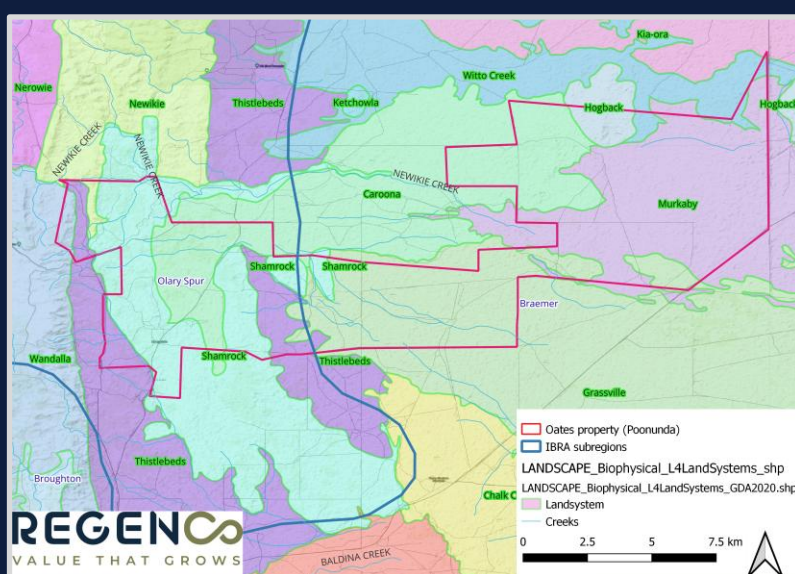 Kia-ora
Witto Creek
Nerowie
Newikie
Thistlebeds
Ketchowla
Hogback
Hogback
NEWIKIE CREEK
NEWIKIE CREEK
NEWIKIE CREEK
Caroona
Murkaby
Shamrock
Shamrock
Olary Spur
Braemer
Wandalla
Shamrock
Thistlebeds
Grassville
Thistlebeds
Broughton
Chalk C
BALDINA CREEK
Oates property (Poonunda)
IBRA subregions
LANDSCAPE_Biophysical_L4LandSystems_shp
LANDSCAPE_Biophysical_L4LandSystems_GDA2020.shp
Landsystem
Creeks
0 2.5 5 7.5 km
REGENCo
VALUE THAT GROWS